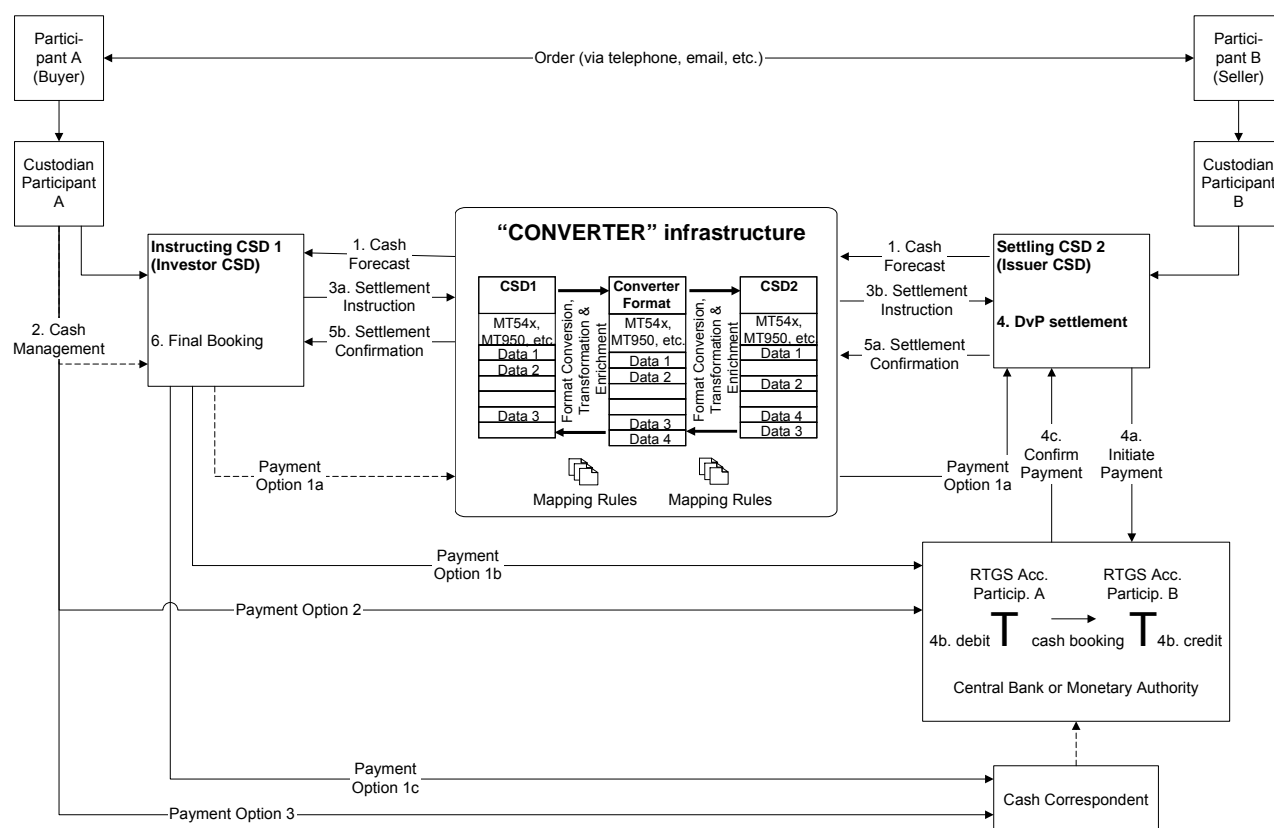 Partici-
pant A
(Buyer)
Order (via telephone, email, etc.)
Partici-
pant B
(Seller)
Custodian
Participant
A
Custodian
Participant
B
“CONVERTER” infrastructure
Instructing CSD 1
(Investor CSD)
6. Final Booking
1. Cash
Forecast
3a. Settlement
Instruction
5b. Settlement
Confirmation
2. Cash
Management
CSD1
MT54x,
MT950, etc.
Data 1
Data 2
Data 3
Format Conversion,
Transformation &
Enrichment
Converter
Format
MT54x,
MT950, etc.
Data 1
Data 2
Data 3
Data 4
Format Conversion,
Transformation &
Enrichment
CSD2
MT54x,
MT950, etc.
Data 1
Data 2
Data 4
Data 3
Mapping Rules
Mapping Rules
1. Cash
Forecast
3b. Settlement
Instruction
5a. Settlement
Confirmation
Settling CSD 2
(Issuer CSD)
4. DvP settlement
Payment
Option 1a
Payment
Option 1a
4c.
Confirm
Payment
4a.
Initiate
Payment
Payment
Option 1b
Payment Option 2
RTGS Acc.
Particip. A
RTGS Acc.
Particip. B
4b. debit
cash booking
4b. credit
Central Bank or Monetary Authority
Payment
Option 1c
Payment Option 3
Cash Correspondent